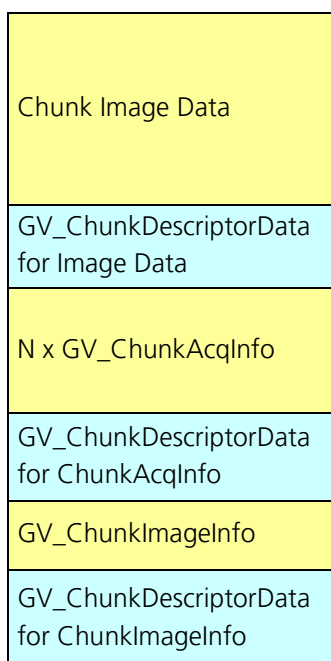 Chunk Image Data
GV_ChunkDescriptorData
for Image Data
N x GV_ChunkAcqInfo
GV_ChunkDescriptorData
for ChunkAcqInfo
GV_ChunkImageInfo
GV_ChunkDescriptorData
for ChunkImageInfo